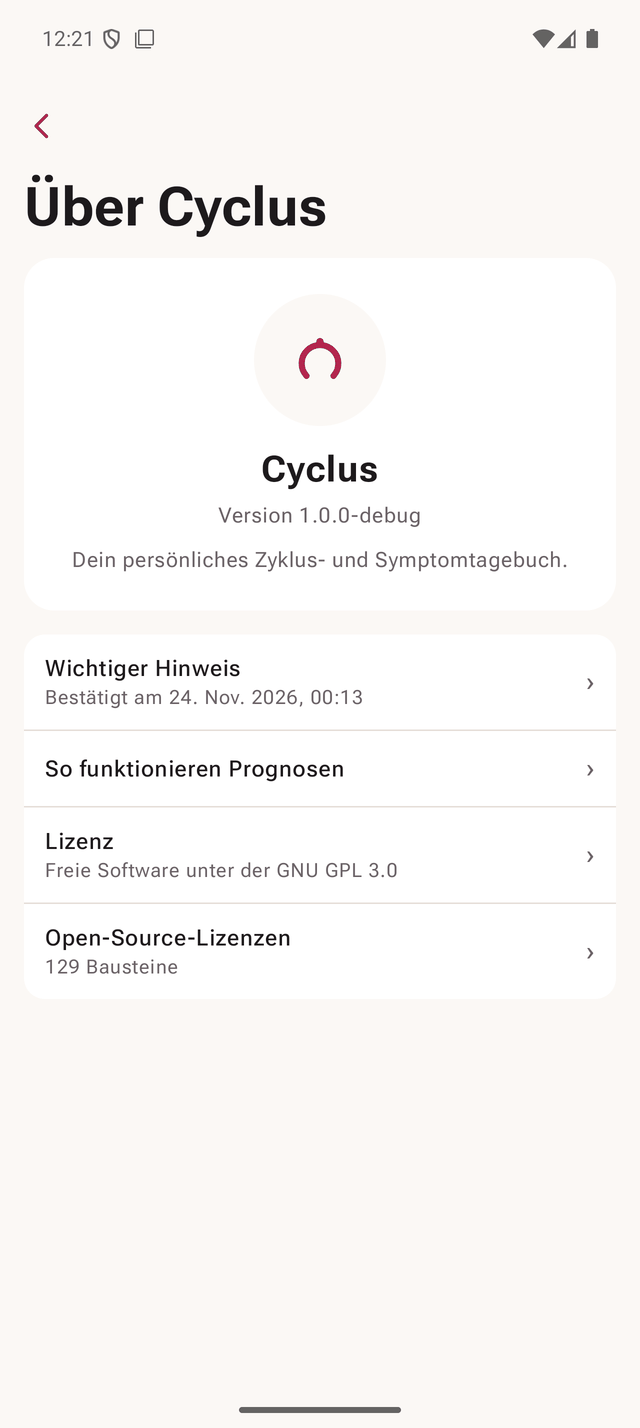 12:21
Über Cyclus
Cyclus
Version 1.0.0-debug
Dein persönliches Zyklus- und Symptomtagebuch.
Wichtiger Hinweis
Bestätigt am 24. Nov. 2026, 00:13
So funktionieren Prognosen
Lizenz
Freie Software unter der GNU GPL 3.0
Open-Source-Lizenzen
129 Bausteine